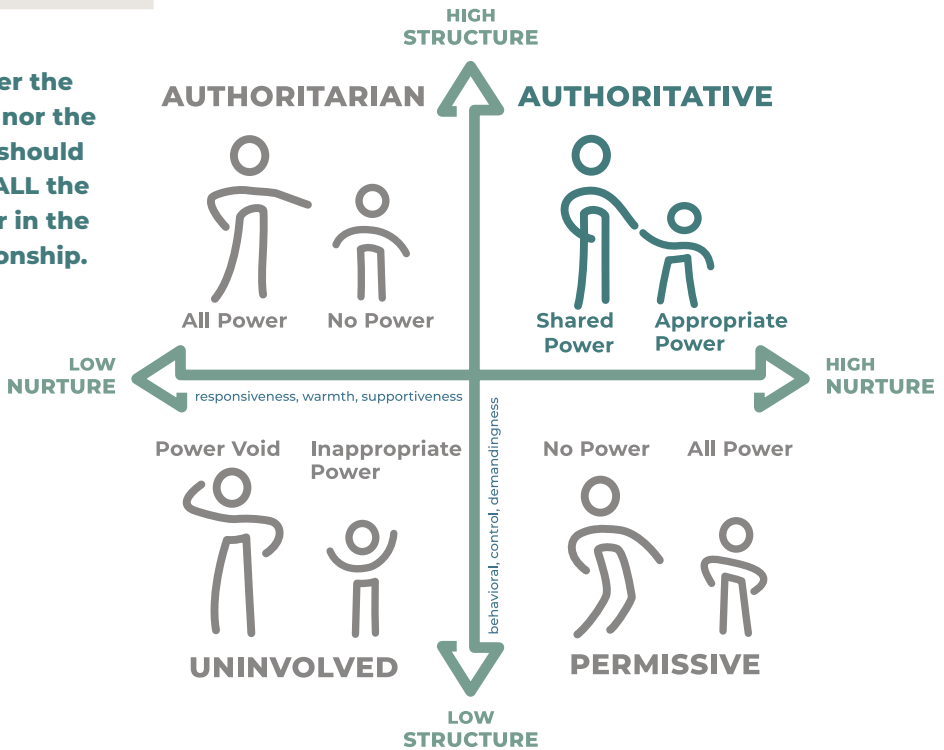 HIGH
STRUCTURE
er the
nor the
should
ALL the
r in the
onship.
AUTHORITARIAN
AUTHORITATIVE
All Power
No Power
Shared
Power
Appropriate
Power
LOW
NURTURE
HIGH
NURTURE
responsiveness, warmth, supportiveness
behavioral, control, demandingness
Power Void
Inappropriate
Power
No Power
All Power
UNINVOLVED
PERMISSIVE
LOW
STRUCTURE